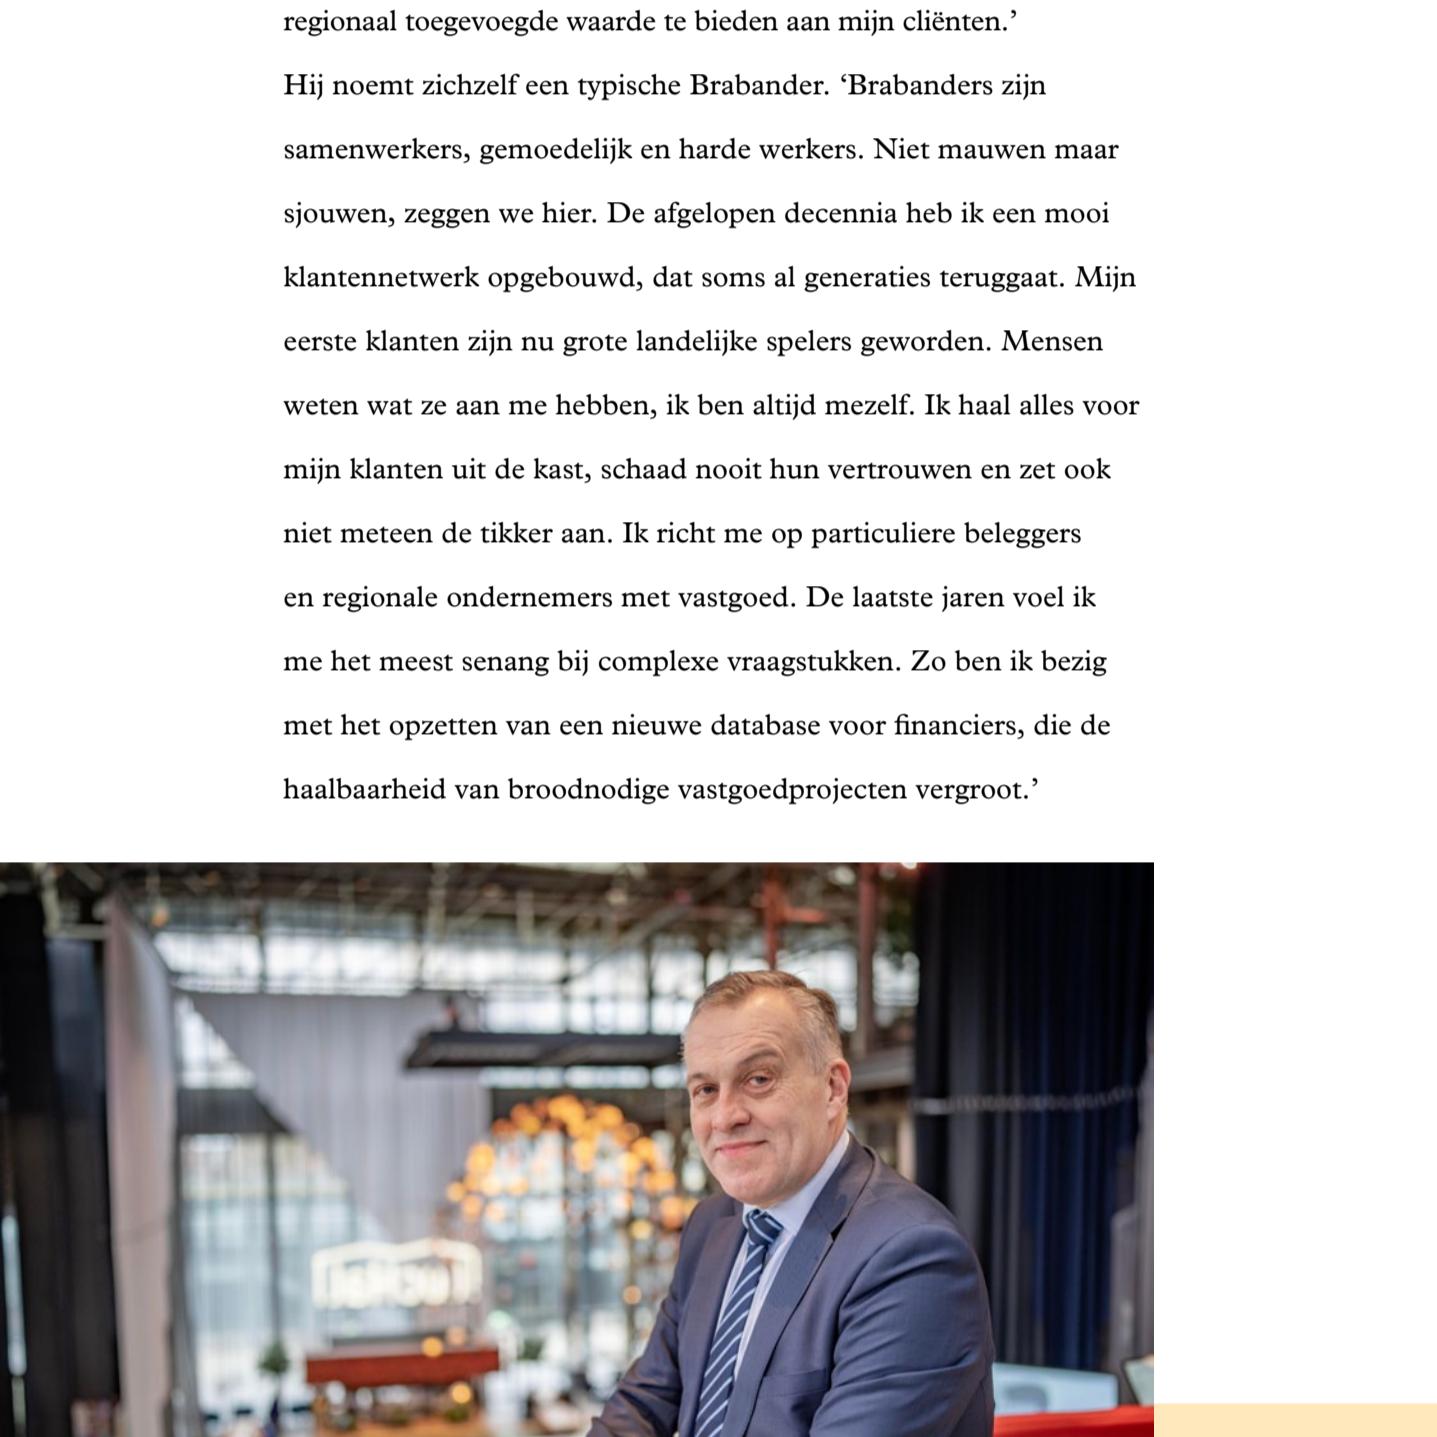 regionaal toegevoegde waarde te bieden aan mijn cliënten.’
Hij noemt zichzelf een typische Brabander. ‘Brabanders zijn
samenwerkers, gemoedelijk en harde werkers. Niet mauwen maar
sjouwen, zeggen we hier. De afgelopen decennia heb ik een mooi
klantennetwerk opgebouwd, dat soms al generaties teruggaat. Mijn
eerste klanten zijn nu grote landelijke spelers geworden. Mensen
weten wat ze aan me hebben, ik ben altijd mezelf. Ik haal alles voor
mijn klanten uit de kast, schaad nooit hun vertrouwen en zet ook
niet meteen de tikker aan. Ik richt me op particuliere beleggers
en regionale ondernemers met vastgoed. De laatste jaren voel ik
me het meest senang bij complexe vraagstukken. Zo ben ik bezig
met het opzetten van een nieuwe database voor financiers, die de
haalbaarheid van broodnodige vastgoedprojecten vergroot.’